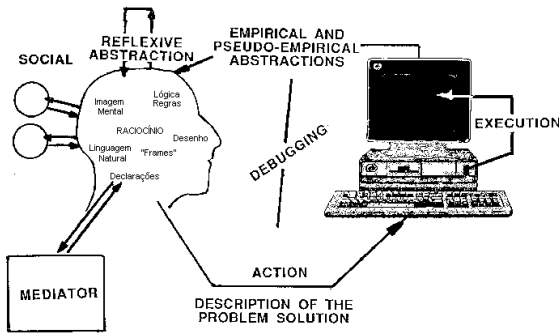 REFLEXIVE
ABSTRACTION
EMPIRICAL AND
PSEUDO-EMPIRICAL
ABSTRACTIONS
SOCIAL
Imagem
Mental
Lógica
Regras
RACIOCÍNIO
Desenho
Linguagem
Natural
"Frames"
Declarações
DEBUGGING
EXECUTION
MEDIATOR
ACTION
DESCRIPTION OF THE
PROBLEM SOLUTION